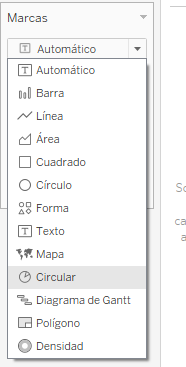 Marcas
Automático
Automático
Barra
Línea
Área
Cuadrado
Círculo
Forma
Texto
Mapa
Circular
Diagrama de Gantt
Polígono
Densidad